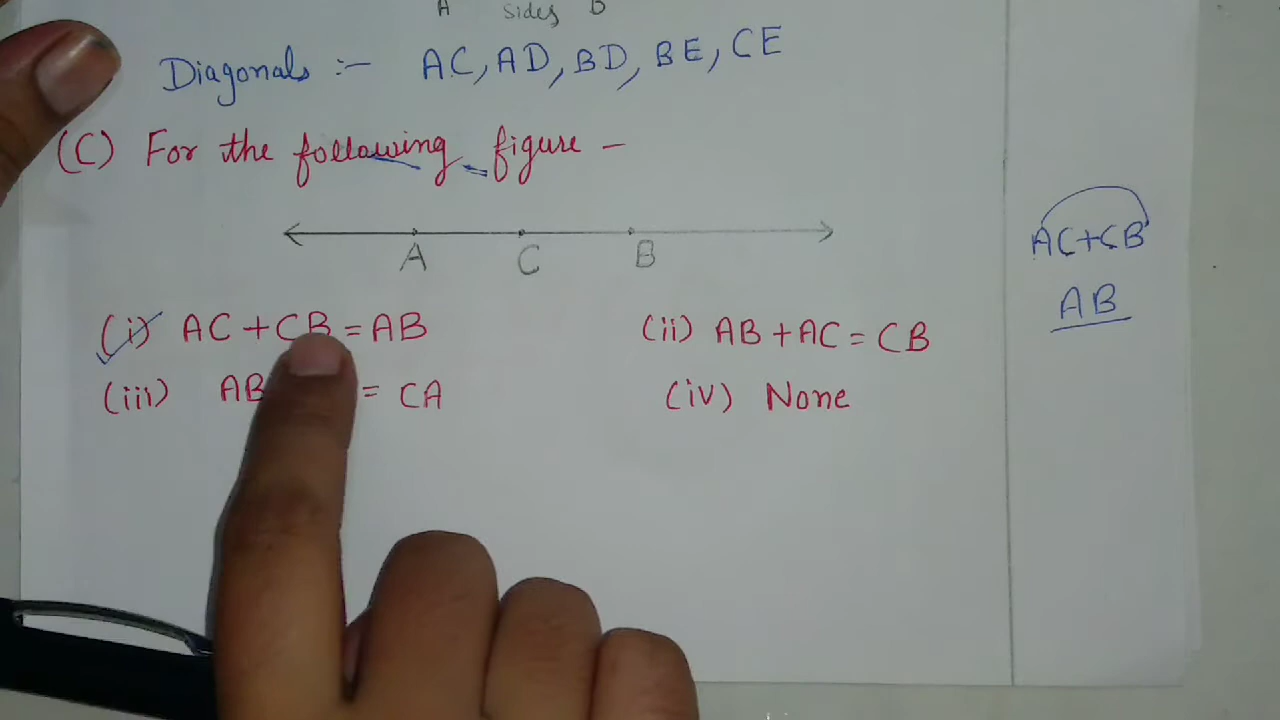 A sides D
Diagonals :- AC, AD, BD, BE, CE
(C) For the following figure -
A C B
(i) AC + CB = AB
(ii) AB + AC = CB
(iii) AB = CA
(iv) None
AC+CB
AB